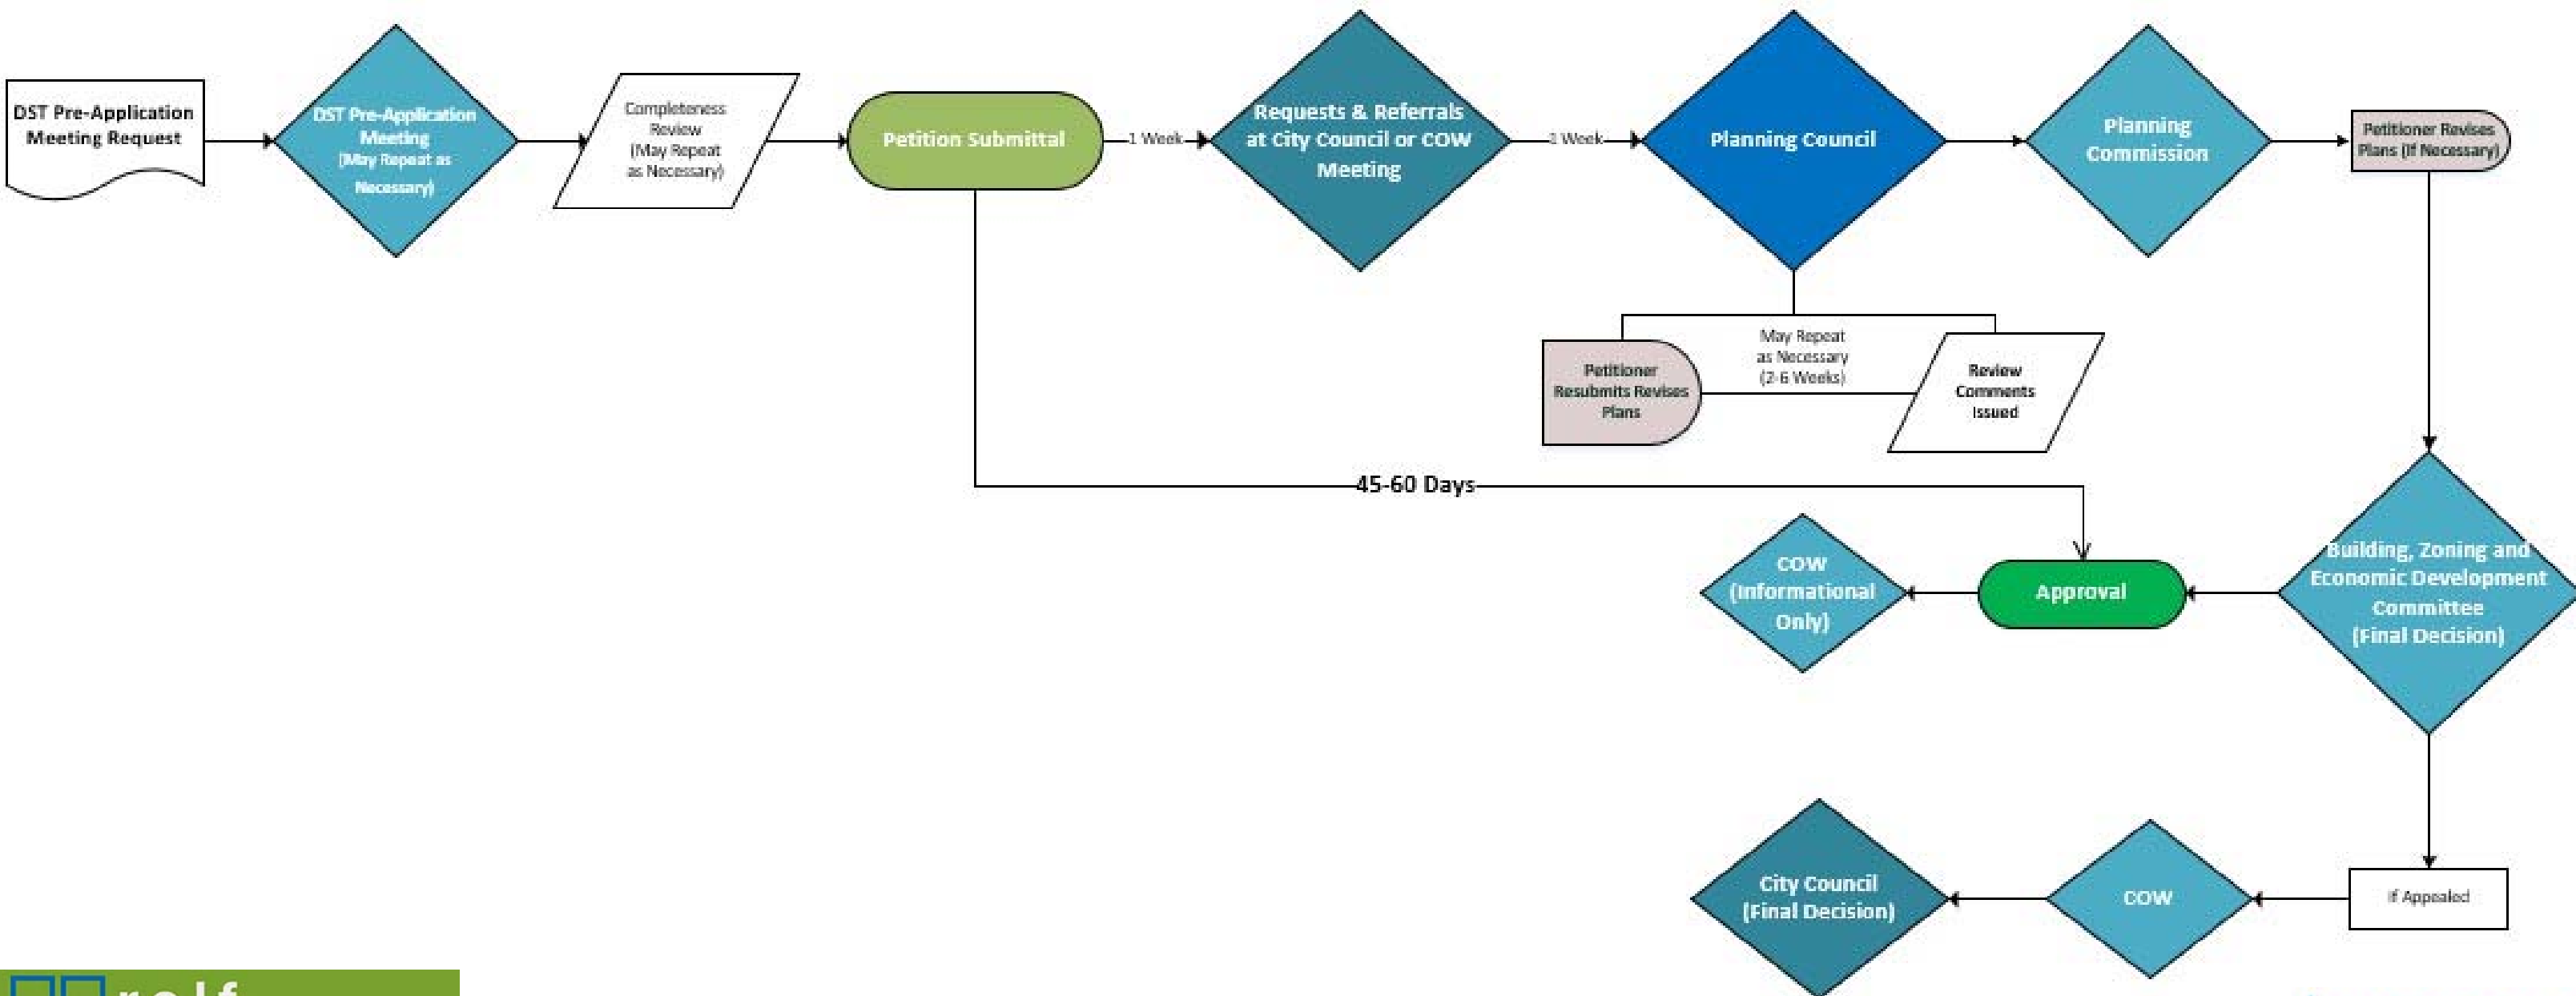 DST Pre-Application
Meeting Request
DST Pre-Application
Meeting
(May Repeat as
Necessary)
Completeness
Review
(May Repeat
as Necessary)
Petition Submittal
1 Week
Requests & Referrals
at City Council or COW
Meeting
1 Week
Planning Council
Planning
Commission
Petitioner Revises
Plans (If Necessary)
May Repeat
as Necessary
(2-6 Weeks)
Petitioner
Resubmits Revises
Plans
Review
Comments
Issued
45-60 Days
COW
(Informational
Only)
Approval
Building, Zoning and
Economic Development
Committee
(Final Decision)
City Council
(Final Decision)
COW
If Appealed